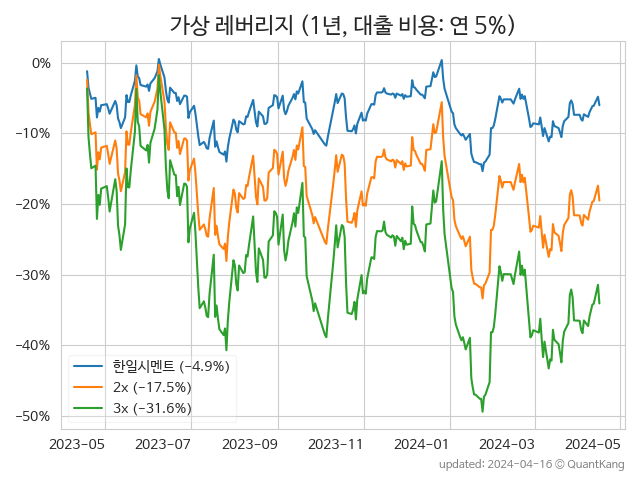 가상 레버리지 (1년, 대출 비용: 연 5%)
0%
−10%
−20%
−30%
−40%
−50%
한일시멘트 (−4.9%)
2x (−17.5%)
3x (−31.6%)
2023-05 2023-07 2023-09 2023-11 2024-01 2024-03 2024-05
updated: 2024-04-16 © QuantKang